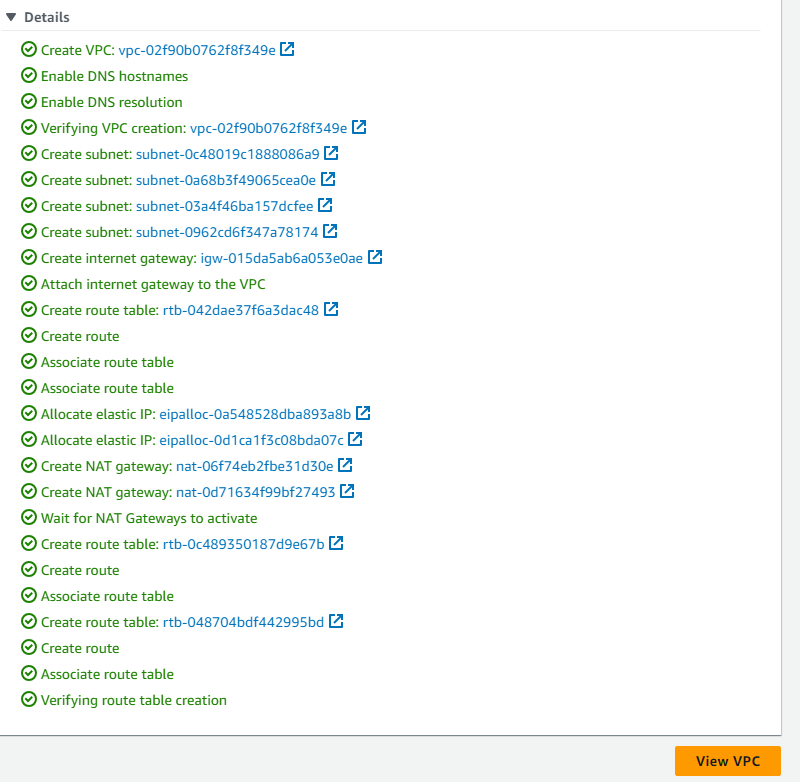 Details
Create VPC: vpc-02f90b0762f8f349e
Enable DNS hostnames
Enable DNS resolution
Verifying VPC creation: vpc-02f90b0762f8f349e
Create subnet: subnet-0c48019c1888086a9
Create subnet: subnet-0a68b3f49065cea0e
Create subnet: subnet-03a4f46ba157dcfee
Create subnet: subnet-0962cd6f347a78174
Create internet gateway: igw-015da5ab6a053e0ae
Attach internet gateway to the VPC
Create route table: rtb-042dae37f6a3dac48
Create route
Associate route table
Associate route table
Allocate elastic IP: eipalloc-0a548528dba893a8b
Allocate elastic IP: eipalloc-0d1ca1f3c08bda07c
Create NAT gateway: nat-06f74eb2fbe31d30e
Create NAT gateway: nat-0d71634f99bf27493
Wait for NAT Gateways to activate
Create route table: rtb-0c489350187d9e67b
Create route
Associate route table
Create route table: rtb-048704bdf442995bd
Create route
Associate route table
Verifying route table creation
View VPC